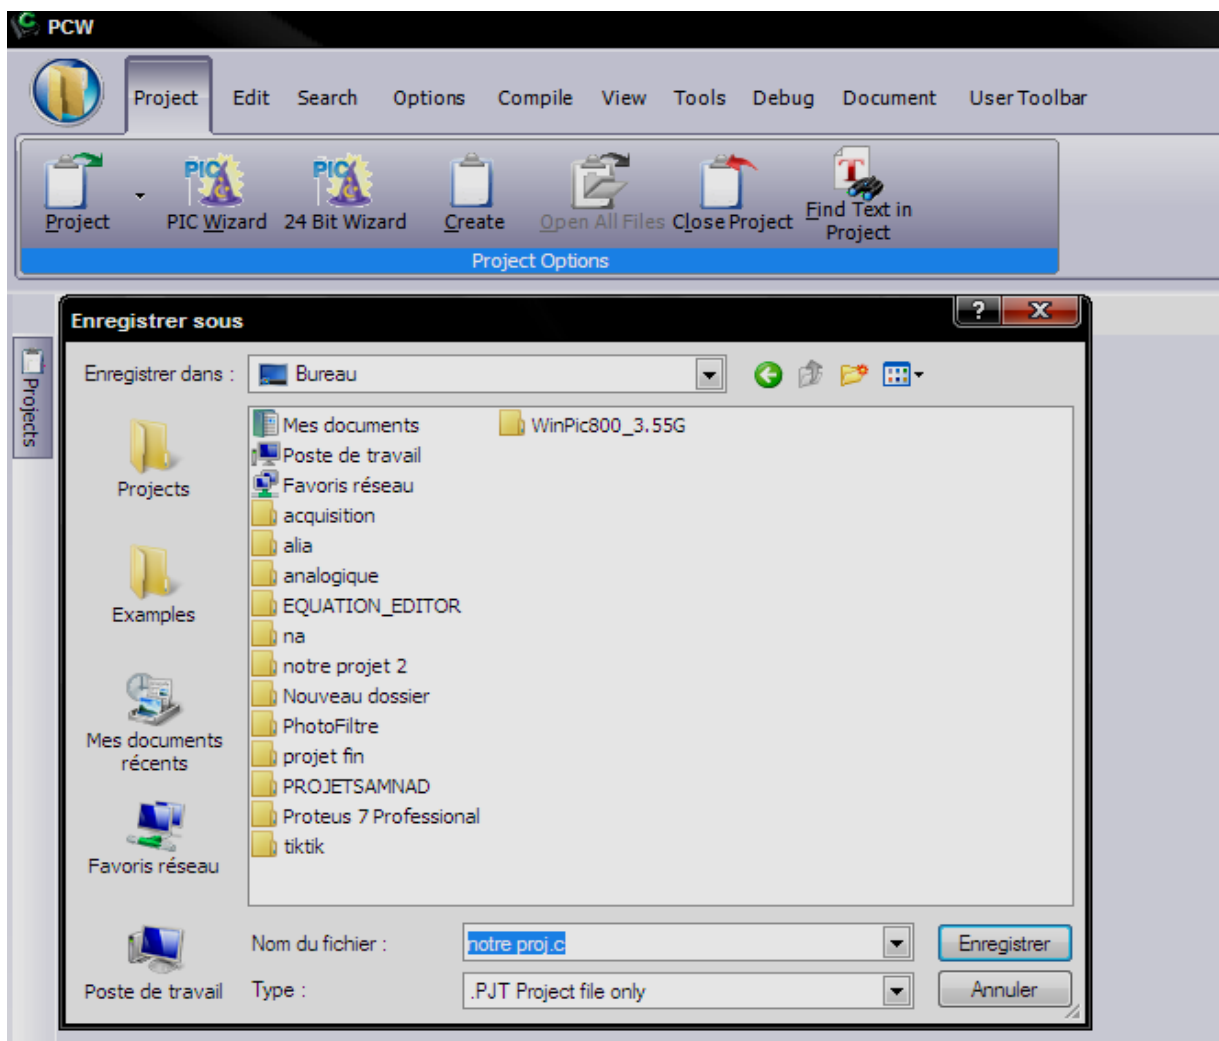 PCW
Project Edit Search Options Compile View Tools Debug Document User Toolbar
Project PIC Wizard 24 Bit Wizard Create Open All Files Close Project Find Text in Project
Project Options
Projects
Enregistrer sous
Enregistrer dans : Bureau
Projects
Examples
Mes documents récents
Favoris réseau
Poste de travail
Mes documents
Poste de travail
Favoris réseau
acquisition
alia
analogique
EQUATION_EDITOR
na
notre projet 2
Nouveau dossier
PhotoFiltre
projet fin
PROJETSAMNAD
Proteus 7 Professional
tiktik
WinPic800_3.55G
Nom du fichier : notre proj.c Enregistrer
Type : .PJT Project file only Annuler